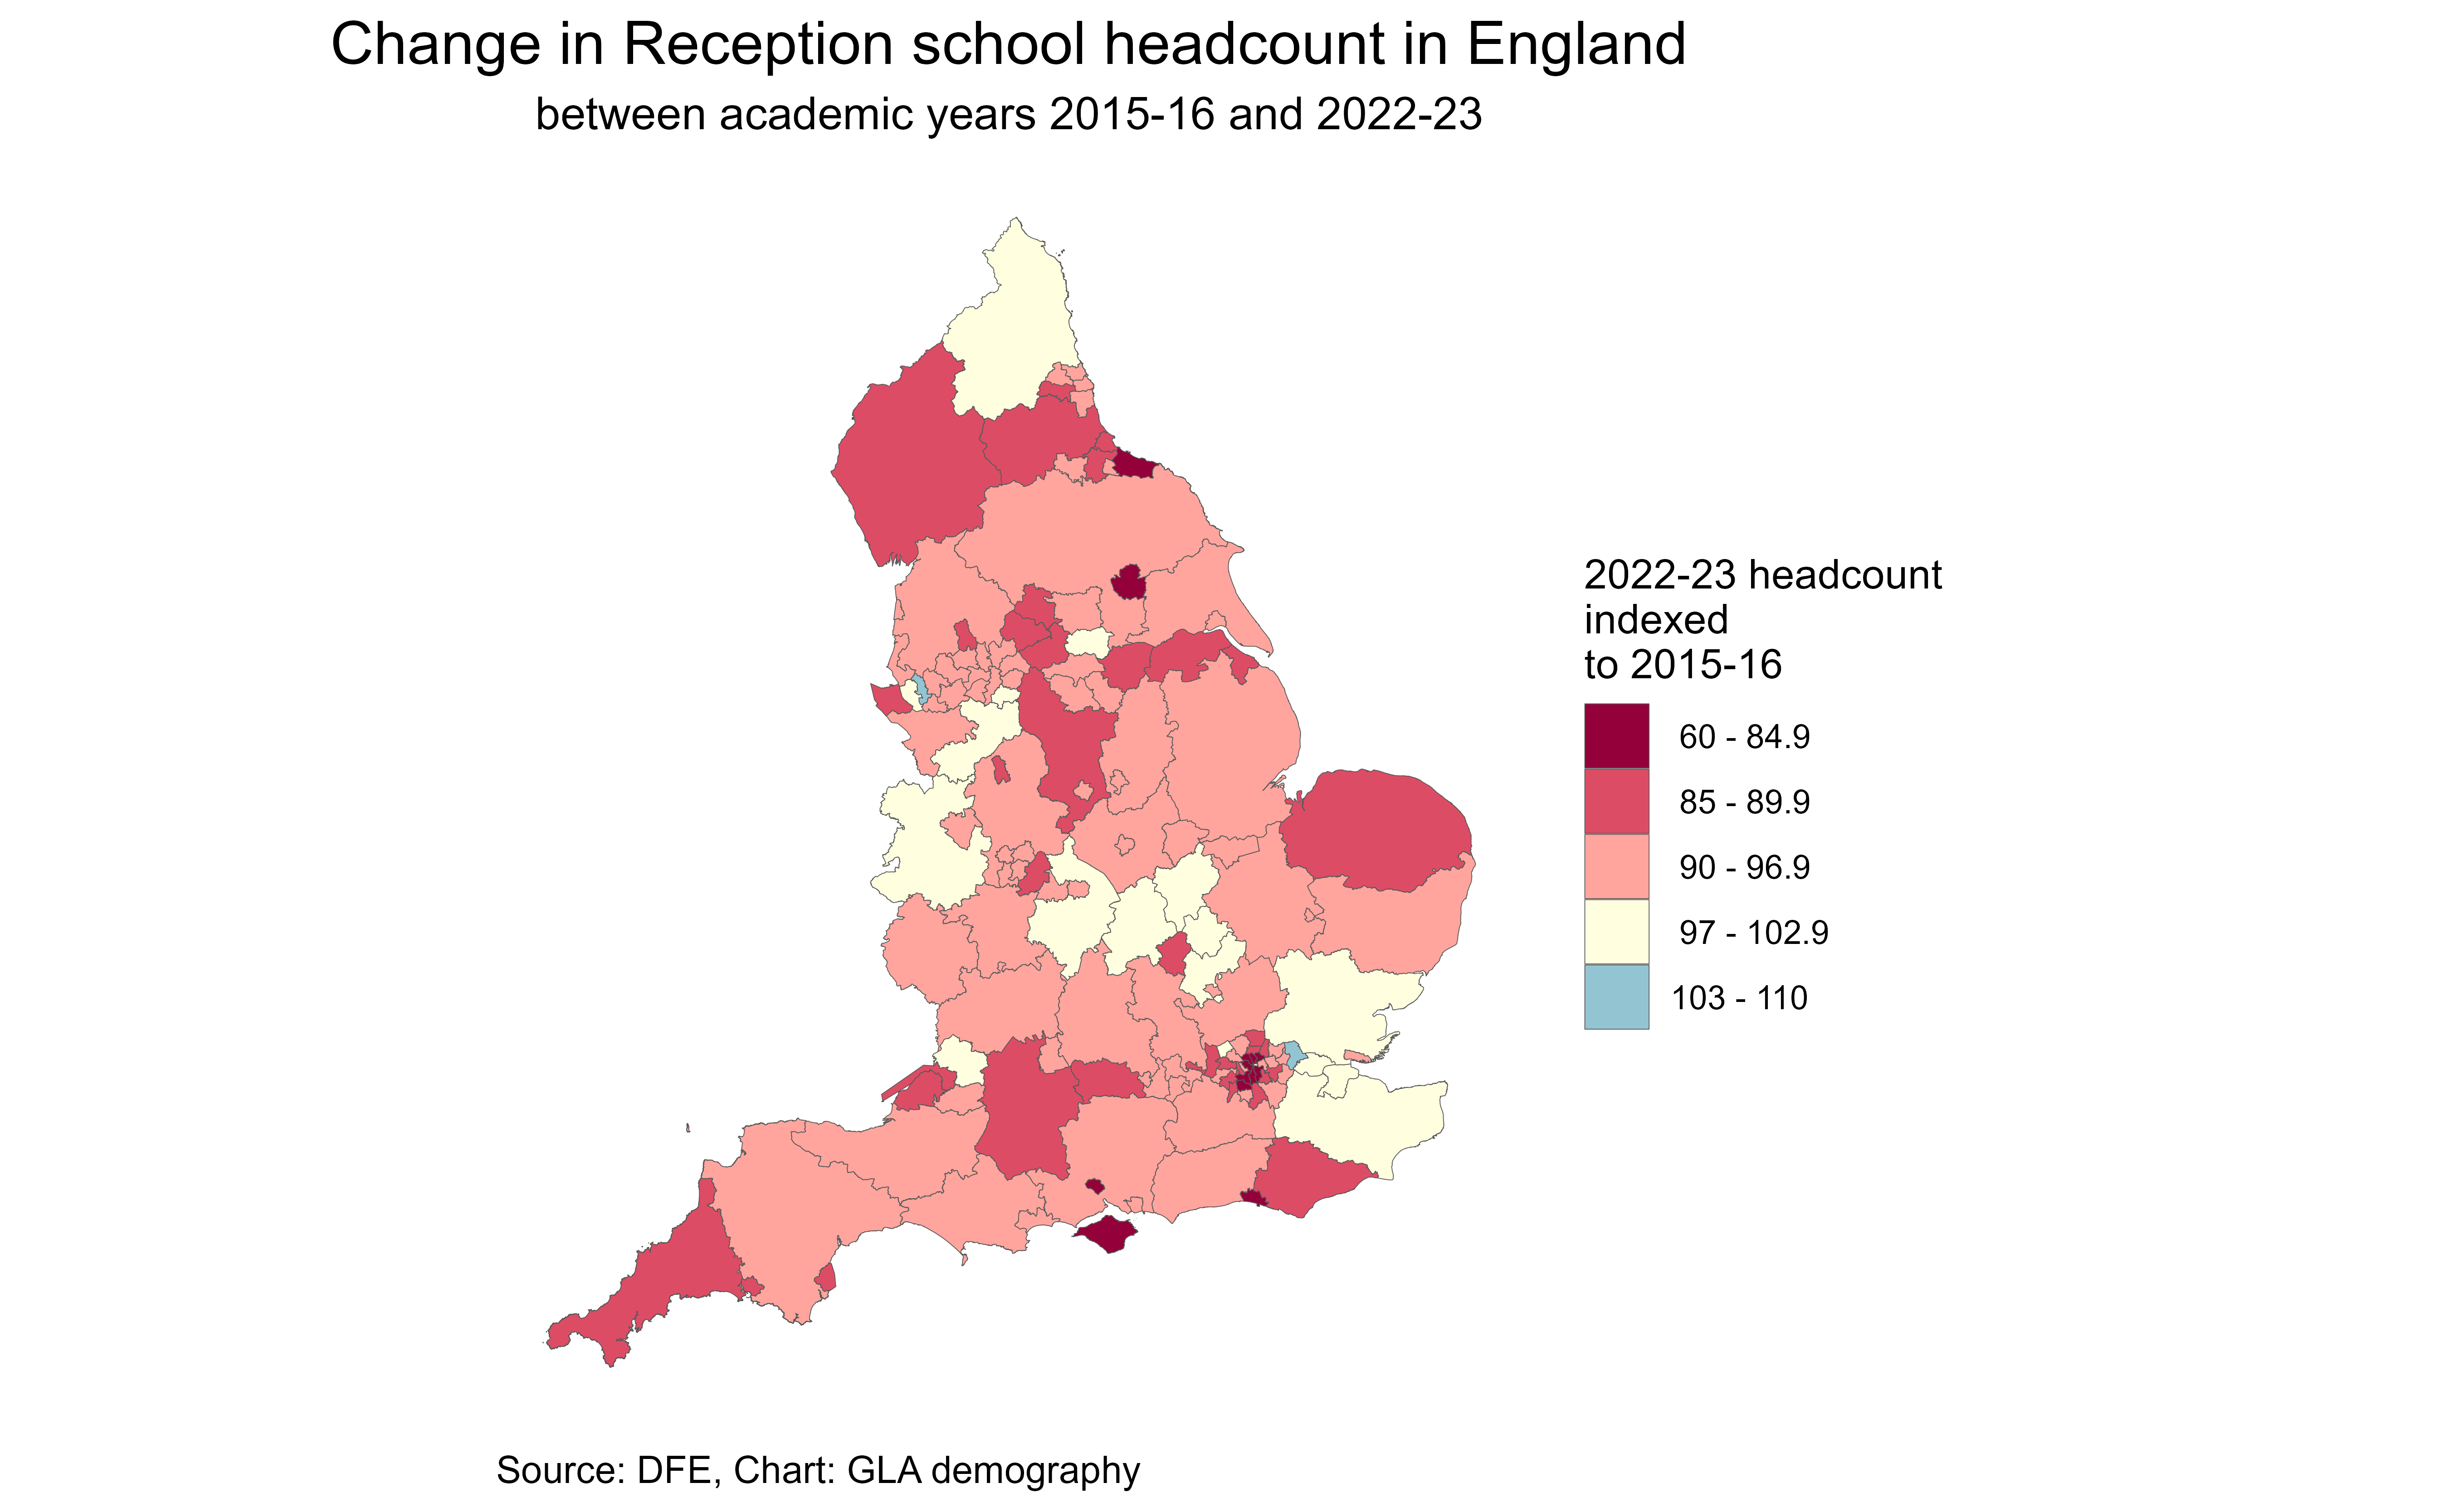 Change in Reception school headcount in England
between academic years 2015-16 and 2022-23
2022-23 headcount
indexed
to 2015-16
60 - 84.9
85 - 89.9
90 - 96.9
97 - 102.9
103 - 110
Source: DFE, Chart: GLA demography